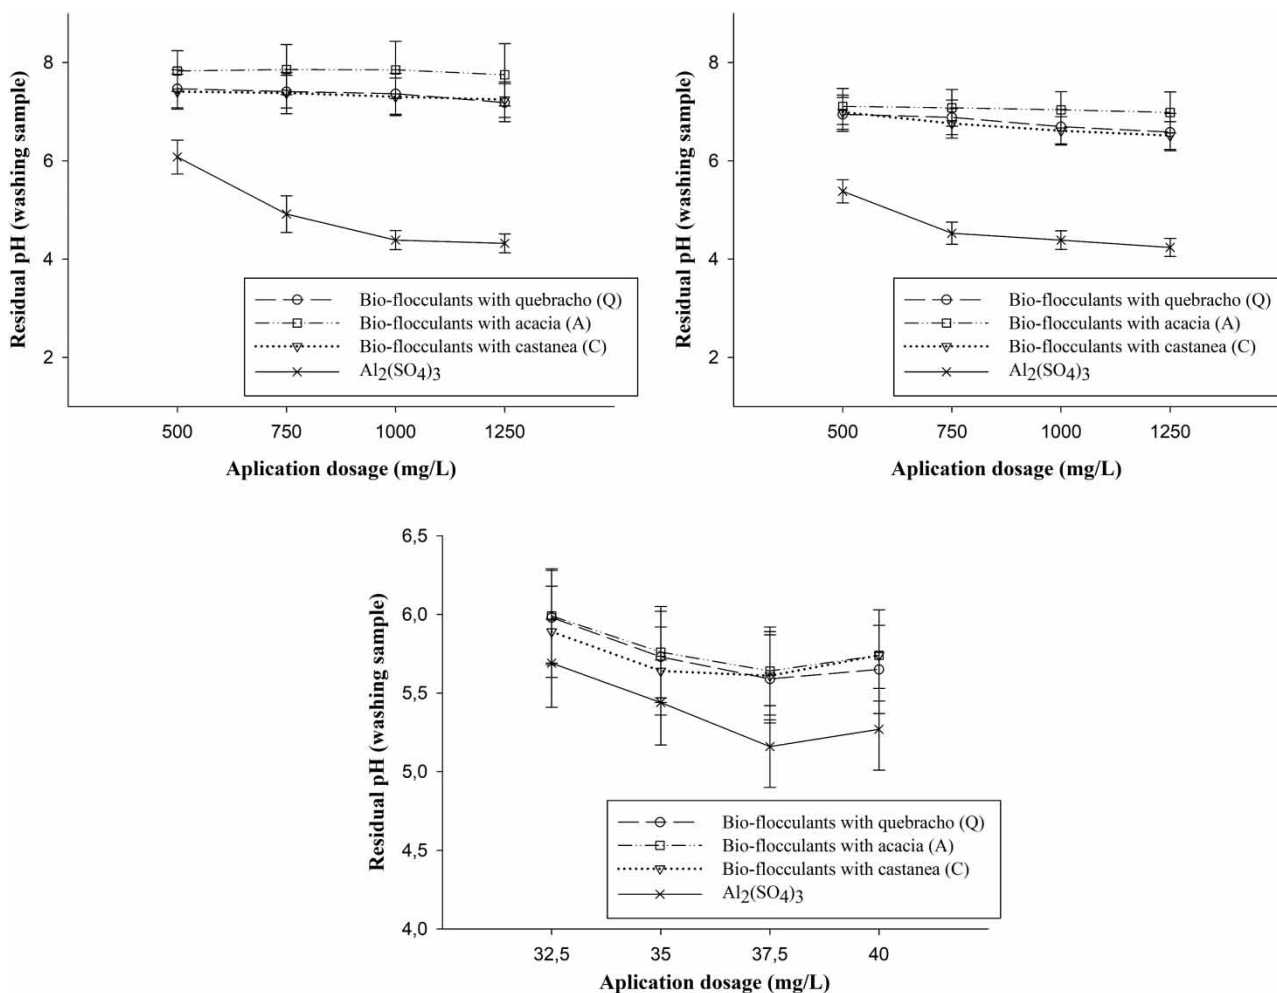 Residual pH (washing sample)
8
6
4
2
Bio-flocculants with quebracho (Q)
Bio-flocculants with acacia (A)
Bio-flocculants with castanea (C)
Al2(SO4)3
500 750 1000 1250
Aplication dosage (mg/L)
Residual pH (washing sample)
8
6
4
2
Bio-flocculants with quebracho (Q)
Bio-flocculants with acacia (A)
Bio-flocculants with castanea (C)
Al2(SO4)3
500 750 1000 1250
Aplication dosage (mg/L)
Residual pH (washing sample)
6,5
6,0
5,5
5,0
4,5
4,0
Bio-flocculants with quebracho (Q)
Bio-flocculants with acacia (A)
Bio-flocculants with castanea (C)
Al2(SO4)3
32,5 35 37,5 40
Aplication dosage (mg/L)